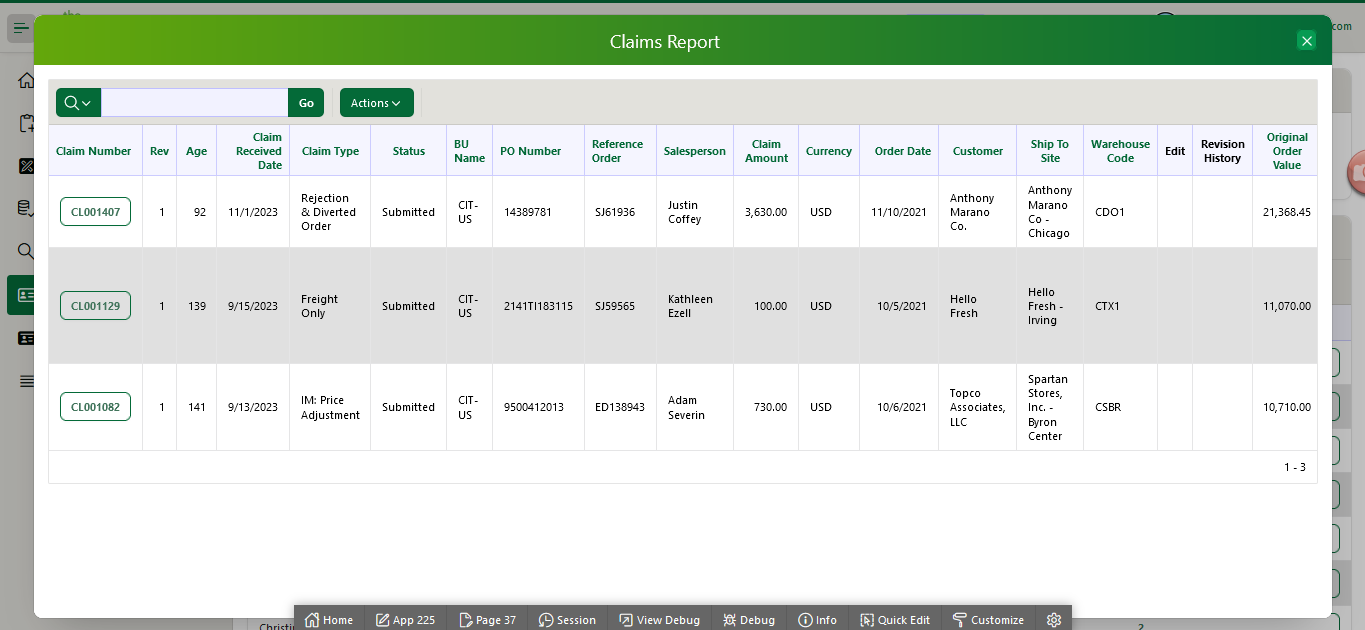 the
com
Claims Report
Go
Actions
Claim Number
Rev
Age
Claim
Received
Date
Claim Type
Status
BU
Name
PO Number
Reference
Order
Salesperson
Claim
Amount
Currency
Order Date
Customer
Ship To
Site
Warehouse
Code
Edit
Revision
History
Original
Order
Value
CL001407
1
92
11/1/2023
Rejection
& Diverted
Order
Submitted
CIT-
US
14389781
SJ61936
Justin
Coffey
3,630.00
USD
11/10/2021
Anthony
Marano
Co.
Anthony
Marano
Co -
Chicago
CDO1
21,368.45
CL001129
1
139
9/15/2023
Freight
Only
Submitted
CIT-
US
2141TI183115
SJ59565
Kathleen
Ezell
100.00
USD
10/5/2021
Hello
Fresh
Hello
Fresh -
Irving
CTX1
11,070.00
CL001082
1
141
9/13/2023
IM: Price
Adjustment
Submitted
CIT-
US
9500412013
ED138943
Adam
Severin
730.00
USD
10/6/2021
Topco
Associates,
LLC
Spartan
Stores,
Inc. -
Byron
Center
CSBR
10,710.00
1 - 3
Home
App 225
Page 37
Session
View Debug
Debug
Info
Quick Edit
Customize